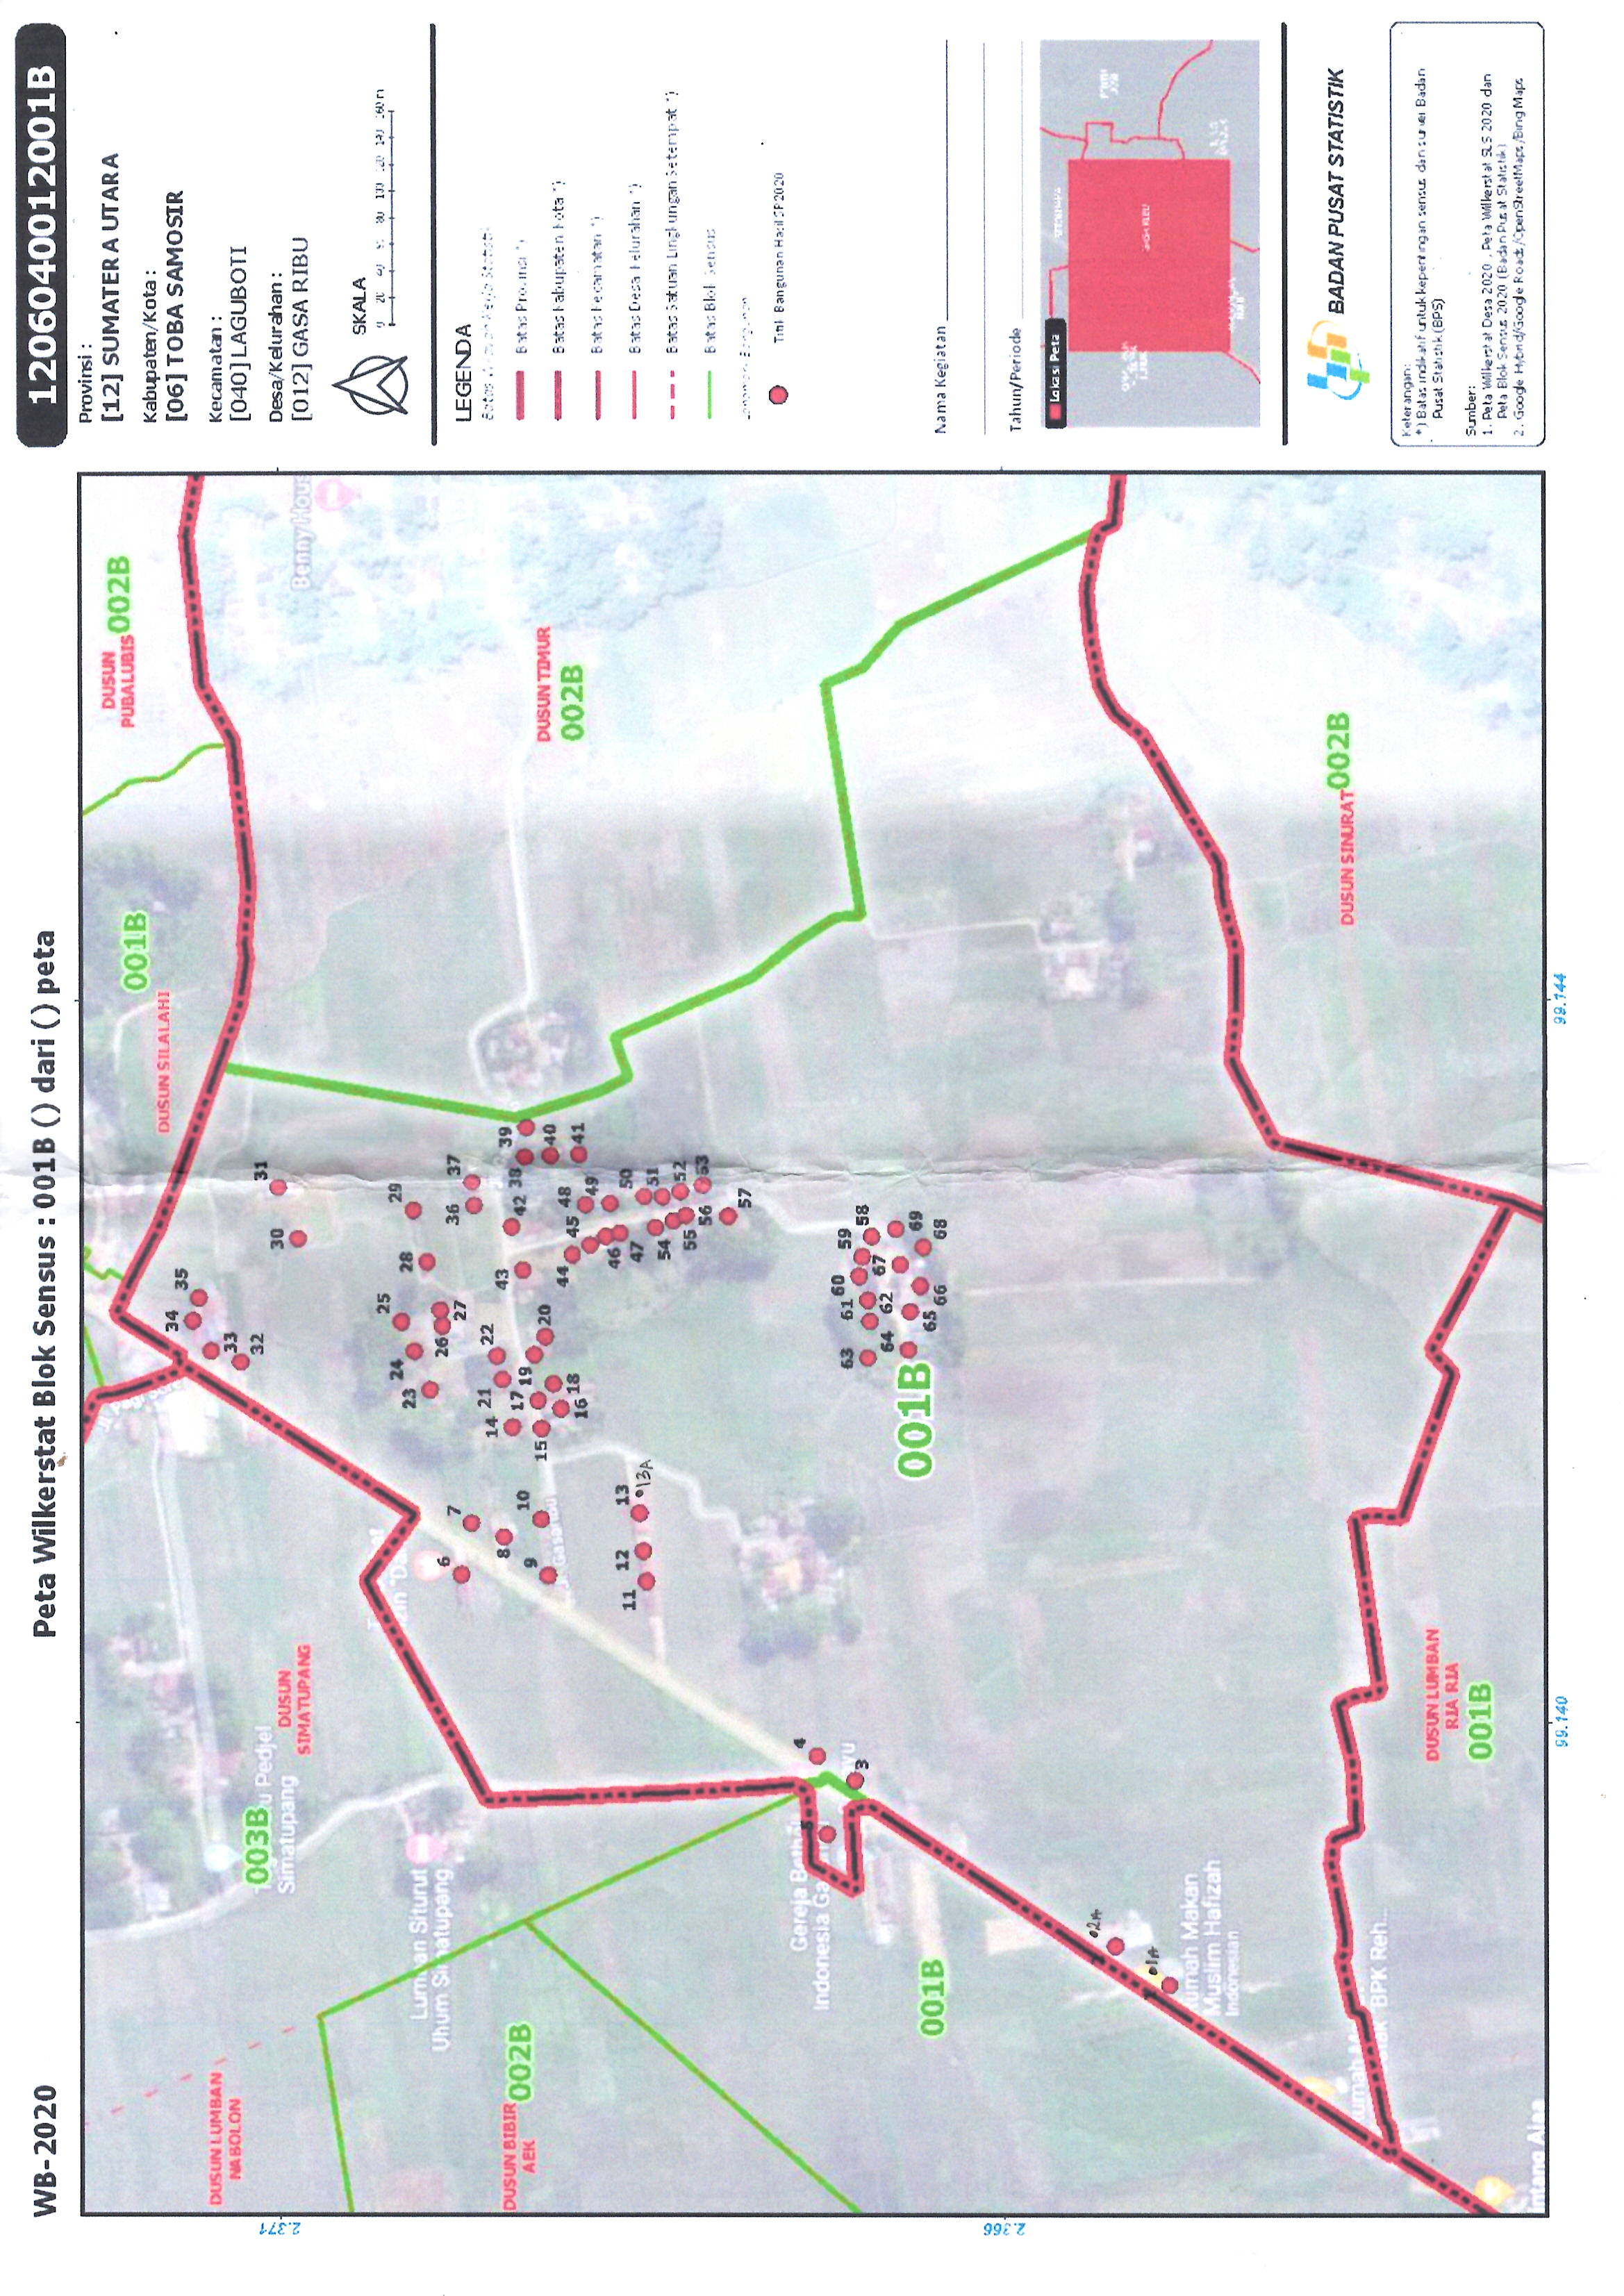 WB-2020
Peta Wilkerstat Blok Sensus : 001B () dari () peta
1206040012001B
Provinsi :
[12] SUMATERA UTARA
Kabupaten/Kota :
[06] TOBA SAMOSIR
Kecamatan :
[040] LAGUBOTI
Desa/Kelurahan :
[012] GASA RIBU
SKALA
0 20 40 80 100 120 140 160 m
LEGENDA
Batas Wilayah Kerja Statistik
Batas Provinsi *)
Batas Kabupaten Kota *)
Batas Kecamatan *)
Batas Desa Kelurahan *)
Batas Satuan Lingkungan Setempat *)
Batas Blok Sensus
Titik Bangunan Hasil SP2020
Nama Kegiatan
Tahun/Periode
Lokasi Peta
GASA RIBU
BADAN PUSAT STATISTIK
Keterangan:
*) Batas indikatif untuk kepentingan sensus dan survei Badan
Pusat Statistik (BPS)
Sumber:
1. Peta Wilkerstat Desa 2020 , Peta Wilkerstat SLS 2020 dan
Peta Blok Sensus 2020 (Badan Pusat Statistik)
2. Google Hybrid/Google Roads/OpenStreetMaps/Bing Maps
DUSUN
PUBALUBIS 002B
001B
DUSUN SILALAHI
34
35
33
32
DUSUN LUMBAN
NABOLON
003B
Pedjel
Simatupang
DUSUN
SIMATUPANG
30
31
Benny Hous
2.371
25
24
23
28
29
26
27
Lumban Siturut
Uhum Simatupang
6
7
8
9
10
36
37
14
21
22
43
42
38
39
17
19
15
20
16
18
40
41
Jl. Gasaribu
DUSUN BIBIR
AEK
002B
DUSUN TIMUR
002B
44
45
48
49
46
47
50
51
54
52
55
53
56
57
11
12
13
13A
Gereja Bethel
Indonesia
5
4
3
63
61
60
59
58
64
62
67
65
66
69
68
001B
001B
2.366
2A
2
1
1A
Rumah Makan
Muslim Hafizah
Indonesian
BPK Reh...
DUSUN LUMBAN
RIA RIA
001B
DUSUN SINURAT 002B
99.140
99.144